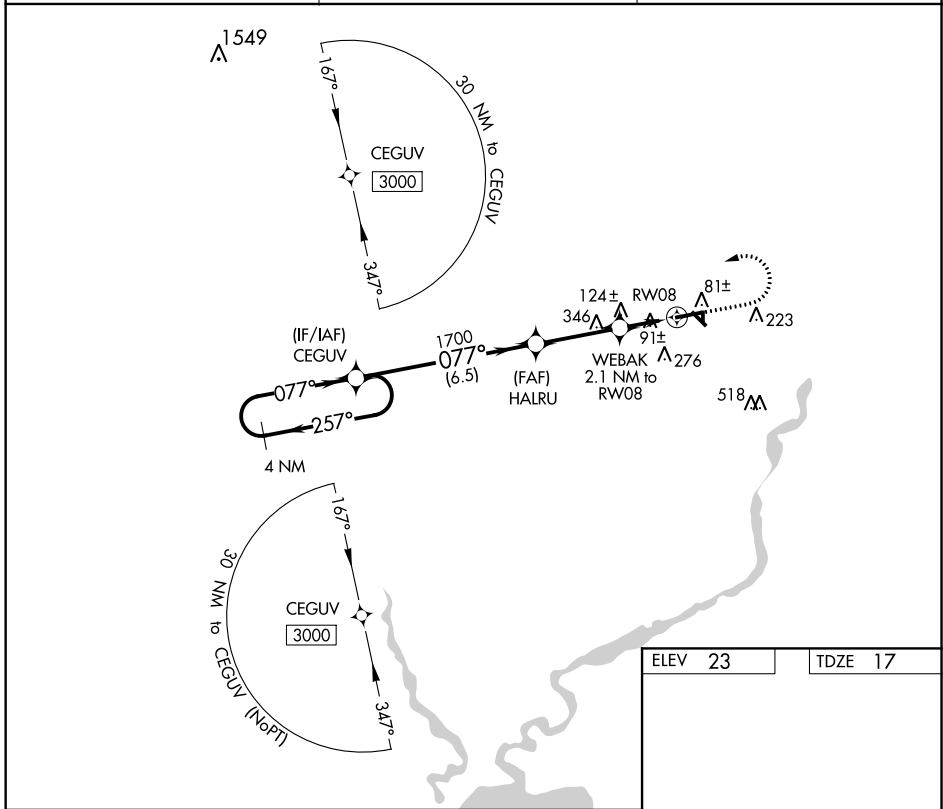 1549
167°
30 NM to CEGUV
CEGUV
3000
347°
(IF/IAF)
CEGUV
1700
077°
(6.5)
(FAF)
HALRU
124±
346
RW08
81±
91±
223
WEBAK
2.1 NM to
RW08
276
518
077°
257°
4 NM
167°
30 NM to CEGUV (NoPT)
CEGUV
3000
347°
ELEV 23
TDZE 17